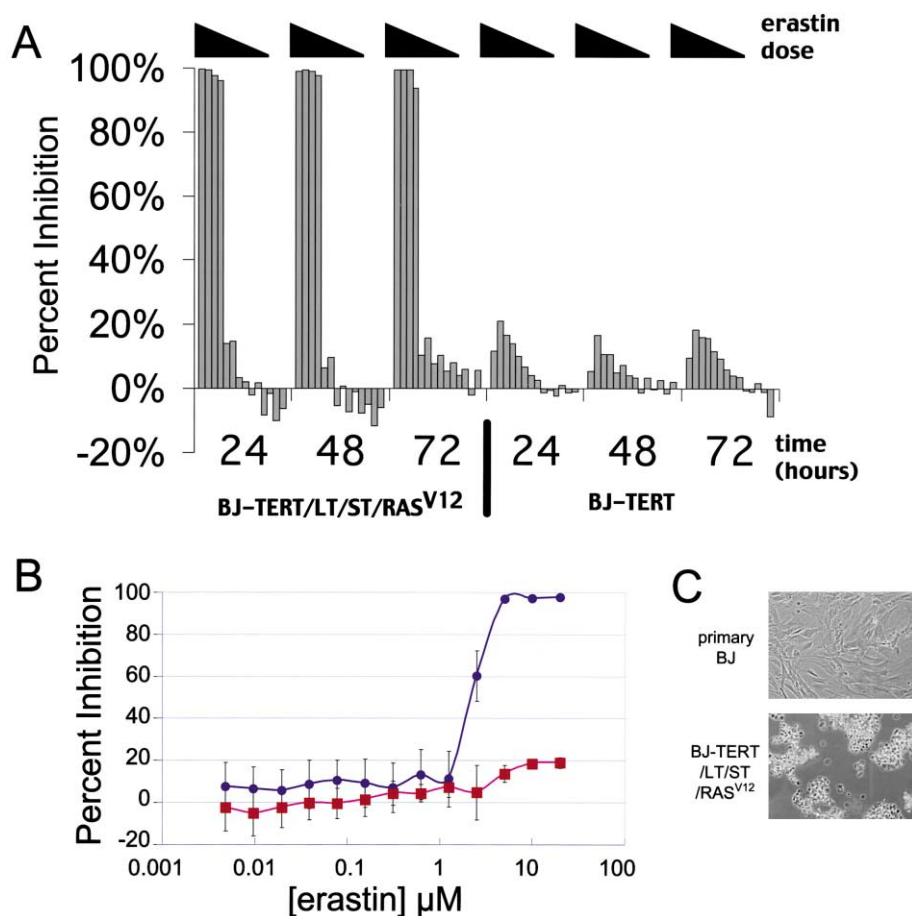 A
erastin
dose
Percent Inhibition
100%
80%
60%
40%
20%
0%
-20%
24 48 72 24 48 72 time
(hours)
BJ-TERT/LT/ST/RASV12 BJ-TERT
B
Percent Inhibition
100
80
60
40
20
0
-20
0.001 0.01 0.1 1 10 100
[erastin] μM
C
primary
BJ
BJ-TERT
/LT/ST
/RASV12